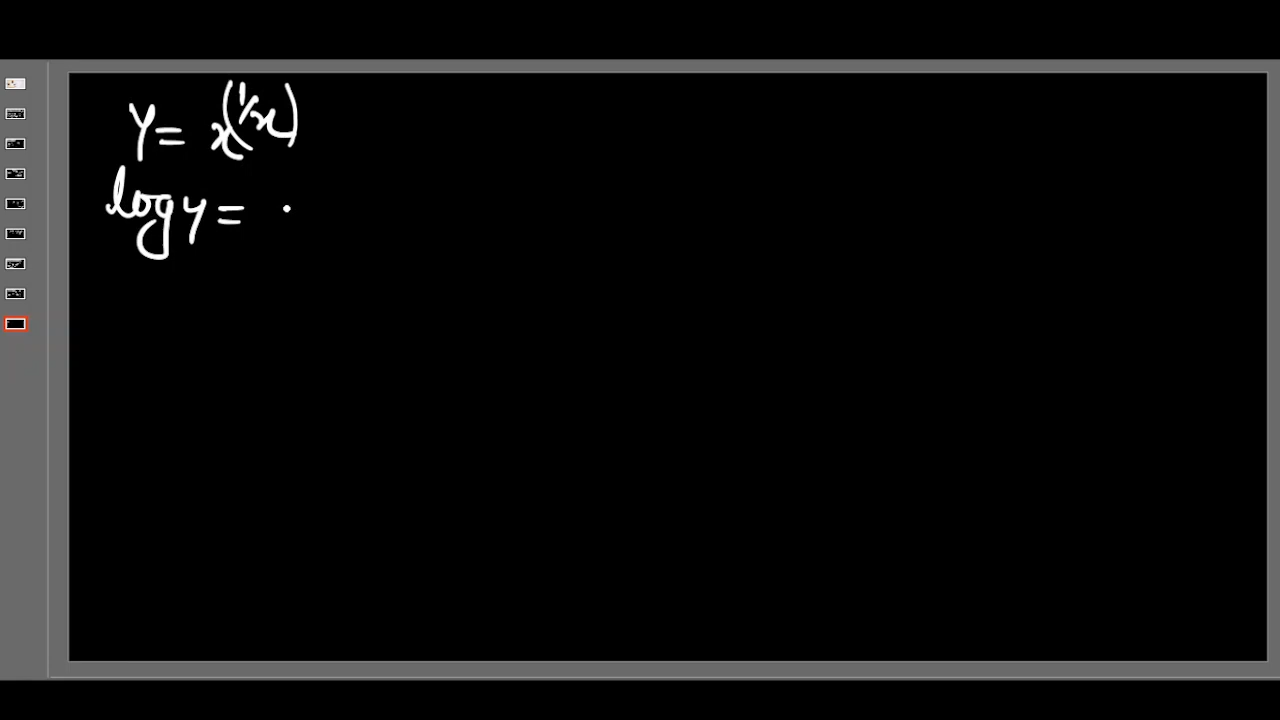 y = x^(1/x)
log y = .